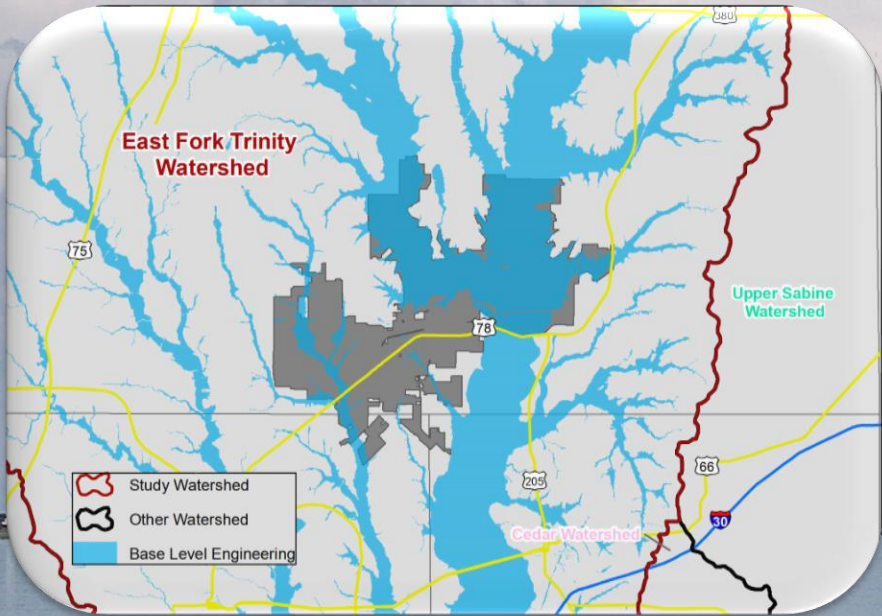 380
East Fork Trinity
Watershed
75
Upper Sabine
Watershed
78
66
205
30
Cedar Watershed
Study Watershed
Other Watershed
Base Level Engineering